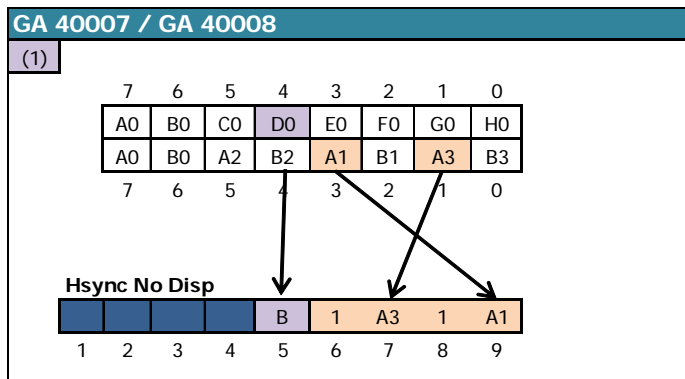 GA 40007 / GA 40008
(1)
7 6 5 4 3 2 1 0
A0 B0 C0 D0 E0 F0 G0 H0
A0 B0 A2 B2 A1 B1 A3 B3
7 6 5 4 3 2 1 0
Hsync No Disp
B 1 A3 1 A1
1 2 3 4 5 6 7 8 9